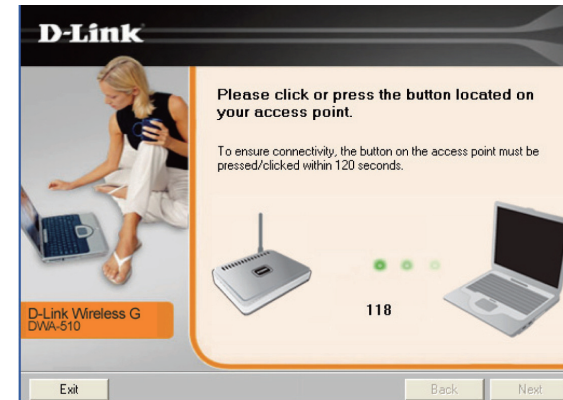 D-Link
Please click or press the button located on
your access point.
To ensure connectivity, the button on the access point must be
pressed/clicked within 120 seconds.
118
D-Link Wireless G
DWA-510
Exit
Back
Next